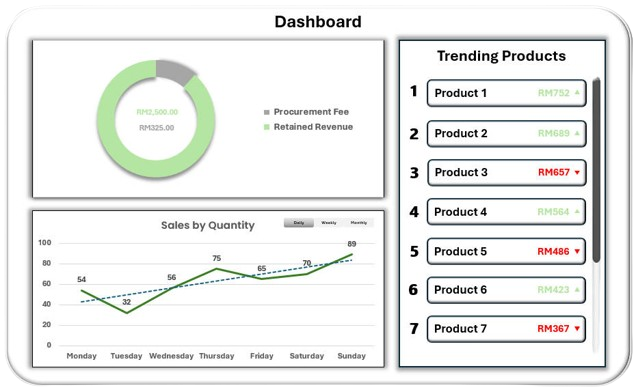 Dashboard
RM2,500.00
RM325.00
Procurement Fee
Retained Revenue
Sales by Quantity
Daily Weekly Monthly
100
80
60
40
20
0
54
32
56
75
65
70
89
Monday Tuesday Wednesday Thursday Friday Saturday Sunday
Trending Products
1 Product 1 RM752
2 Product 2 RM689
3 Product 3 RM657
4 Product 4 RM564
5 Product 5 RM486
6 Product 6 RM423
7 Product 7 RM367